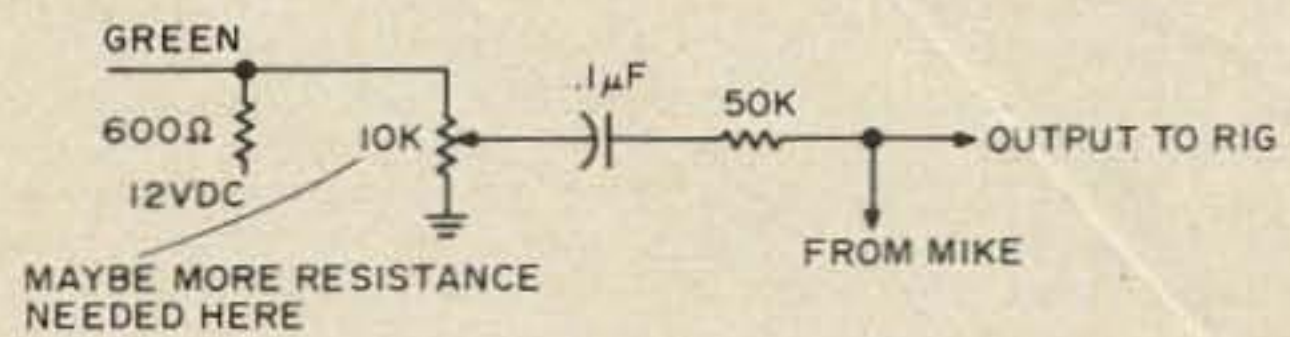 GREEN
.1µF
50K
600Ω
10K
OUTPUT TO RIG
12VDC
FROM MIKE
MAYBE MORE RESISTANCE
NEEDED HERE